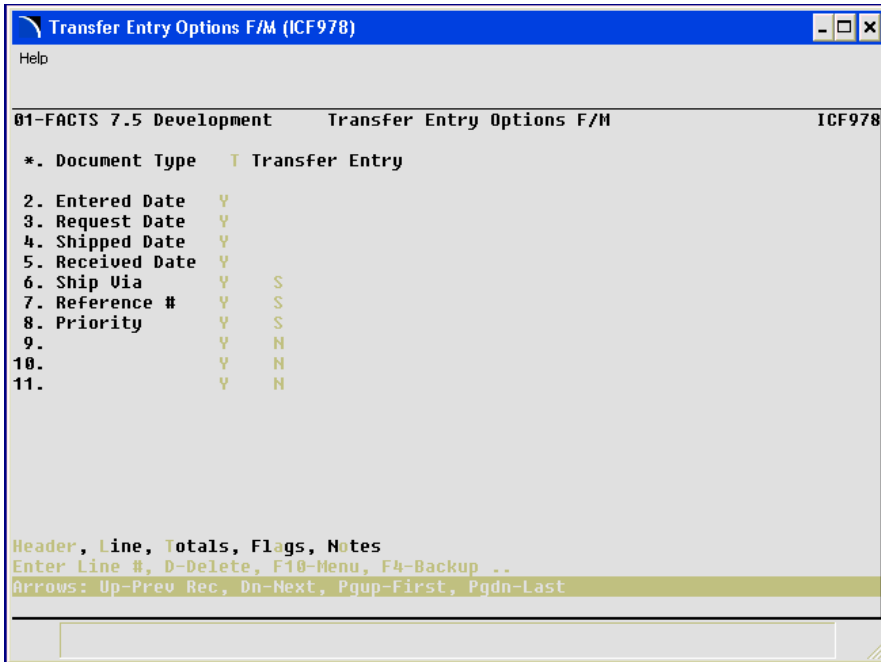 Transfer Entry Options F/M (ICF978)
Help
01-FACTS 7.5 Development Transfer Entry Options F/M ICF978
*. Document Type T Transfer Entry
2. Entered Date Y
3. Request Date Y
4. Shipped Date Y
5. Received Date Y
6. Ship Via Y S
7. Reference # Y S
8. Priority Y S
9. Y N
10. Y N
11. Y N
Header, Line, Totals, Flags, Notes
Enter Line #, D-Delete, F10-Menu, F4-Backup ..
Arrows: Up-Prev Rec, Dn-Next, Pgup-First, Pgdn-Last